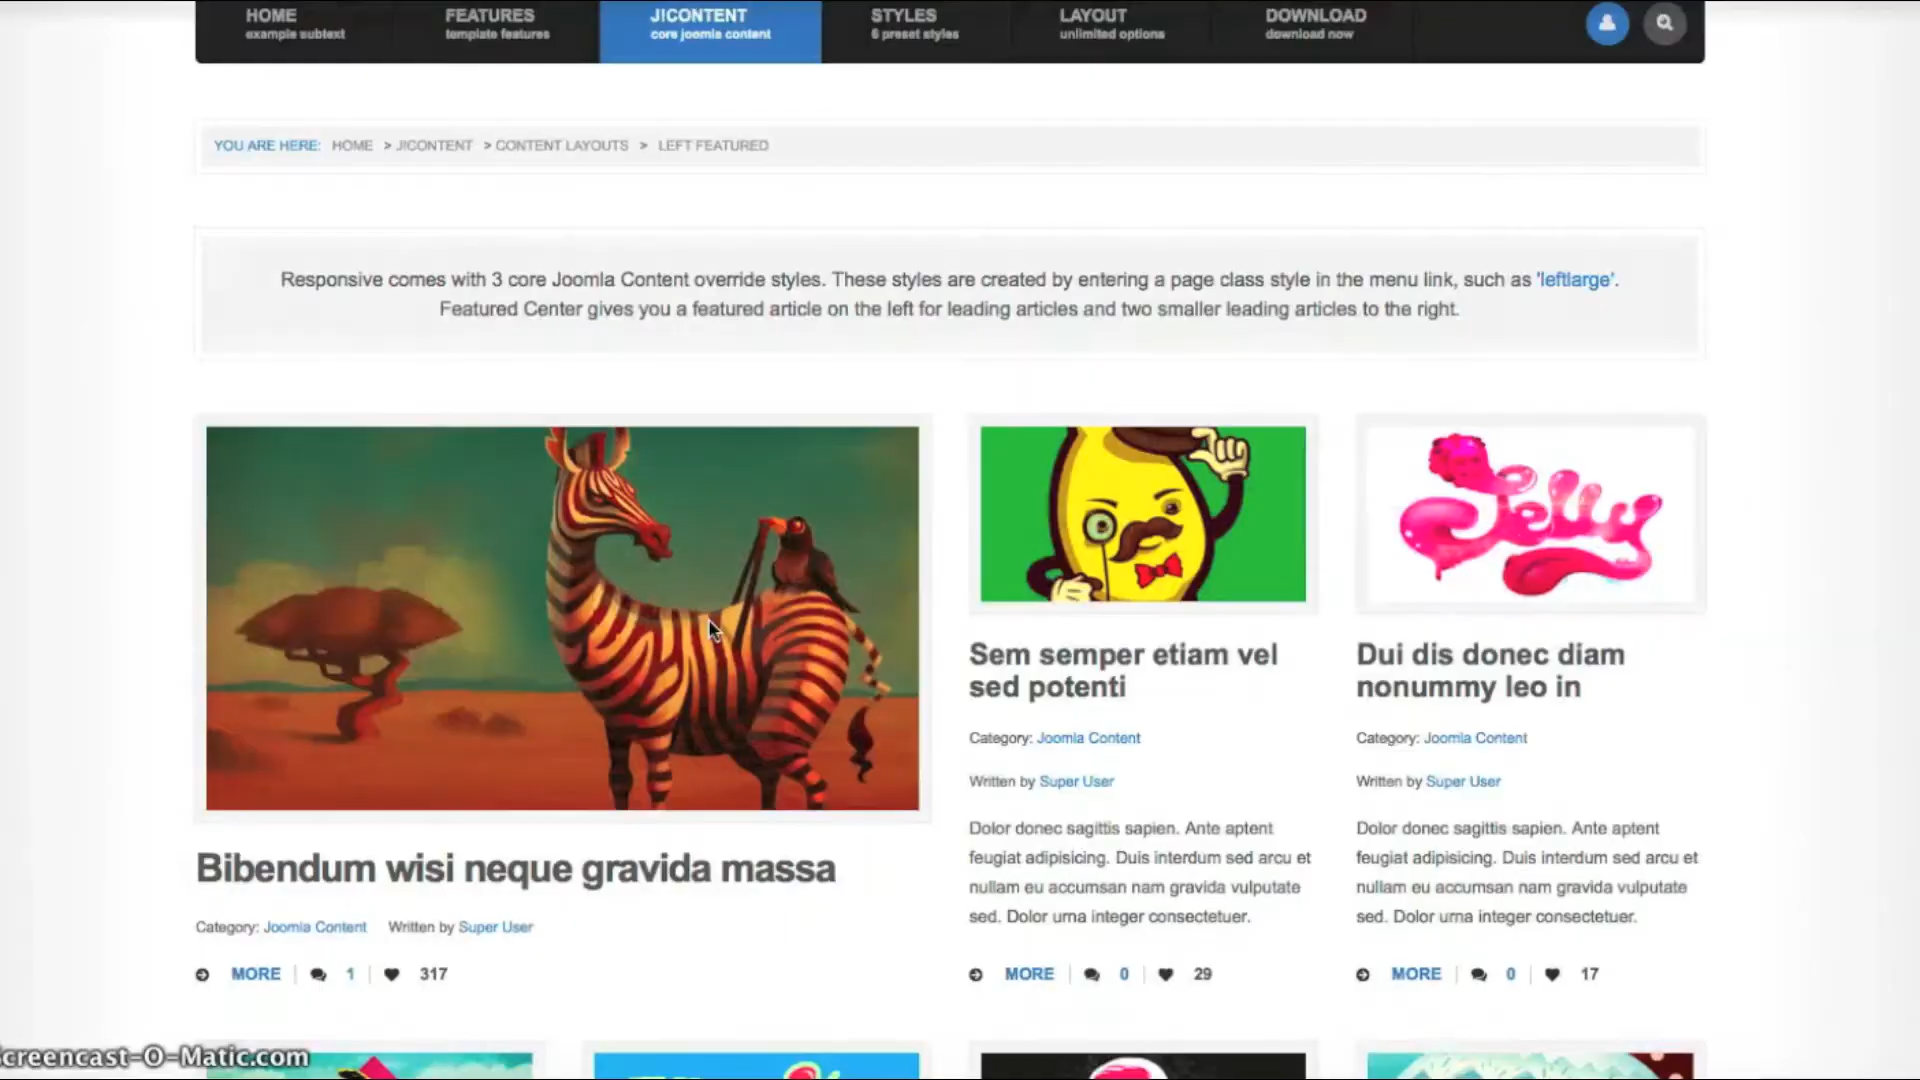 HOME
example subtext
FEATURES
template features
J!CONTENT
core joomla content
STYLES
6 preset styles
LAYOUT
unlimited options
DOWNLOAD
download now
YOU ARE HERE: HOME > J!CONTENT > CONTENT LAYOUTS > LEFT FEATURED
Responsive comes with 3 core Joomla Content override styles. These styles are created by entering a page class style in the menu link, such as 'leftlarge'.
Featured Center gives you a featured article on the left for leading articles and two smaller leading articles to the right.
Bibendum wisi neque gravida massa
Category: Joomla Content Written by Super User
MORE 1 317
Sem semper etiam vel
sed potenti
Category: Joomla Content
Written by Super User
Dolor donec sagittis sapien. Ante aptent
feugiat adipisicing. Duis interdum sed arcu et
nullam eu accumsan nam gravida vulputate
sed. Dolor urna integer consectetuer.
MORE 0 29
Jelly
Dui dis donec diam
nonummy leo in
Category: Joomla Content
Written by Super User
Dolor donec sagittis sapien. Ante aptent
feugiat adipisicing. Duis interdum sed arcu et
nullam eu accumsan nam gravida vulputate
sed. Dolor urna integer consectetuer.
MORE 0 17
creencast-O-Matic.com